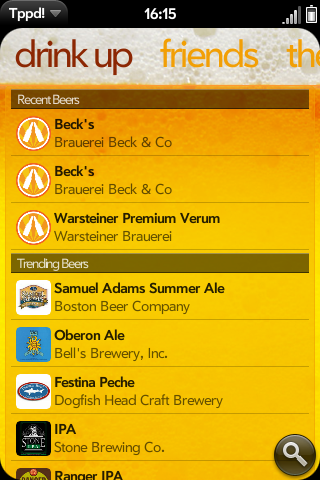 Tppd!
16:15
drink up friends the
Recent Beers
Beck's
Brauerei Beck & Co
Beck's
Brauerei Beck & Co
Warsteiner Premium Verum
Warsteiner Brauerei
Trending Beers
Samuel Adams Summer Ale
Boston Beer Company
Oberon Ale
Bell's Brewery, Inc.
Festina Peche
Dogfish Head Craft Brewery
IPA
Stone Brewing Co.
STONE
Ranger IPA